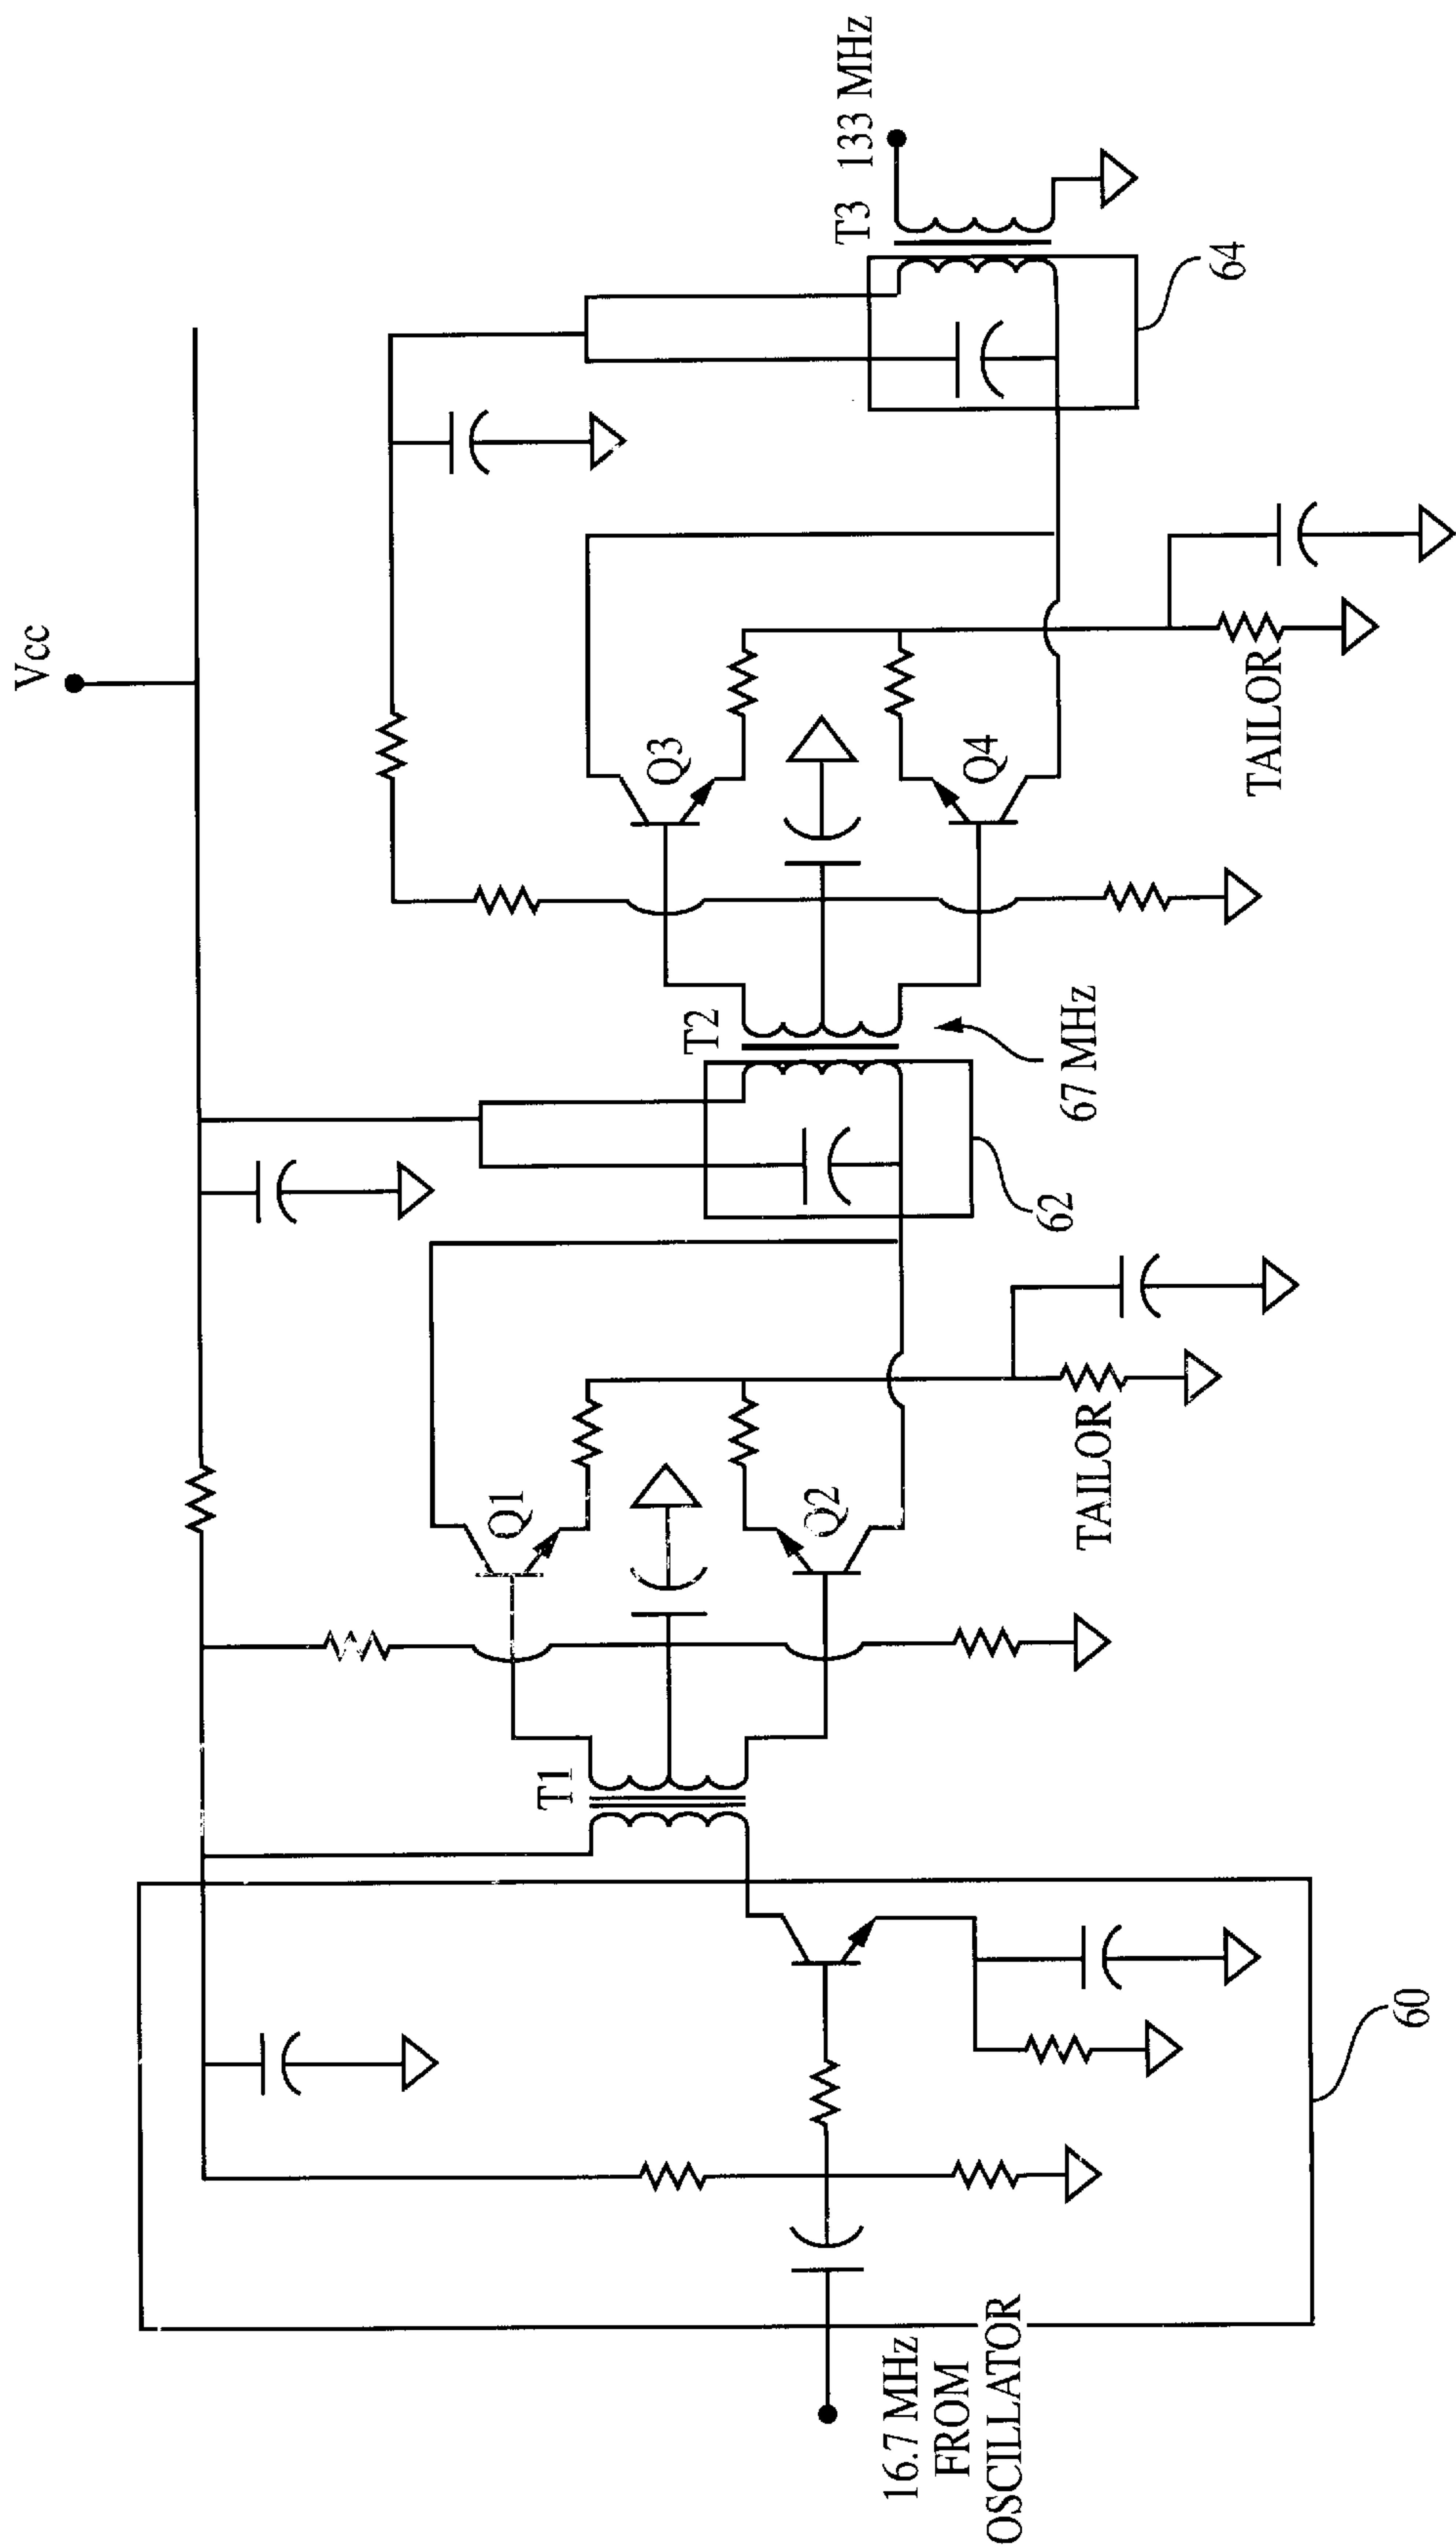 Vcc
T3
133 MHz
64
Q3
Q4
TAILOR
T2
67 MHz
62
Q1
Q2
TAILOR
T1
16.7 MHz
FROM
OSCILLATOR
60